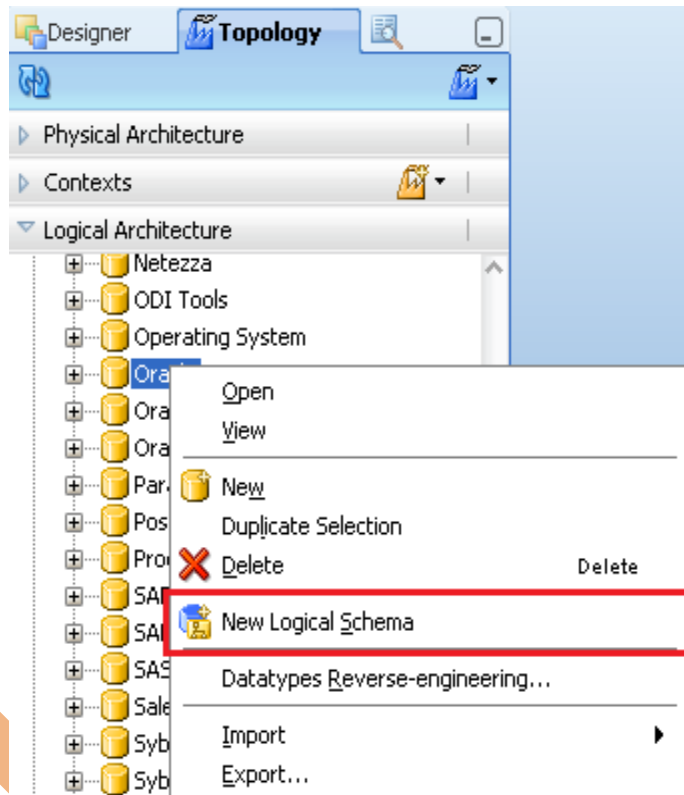 Designer Topology
Physical Architecture
Contexts
Logical Architecture
Netezza
ODI Tools
Operating System
Open
View
New
Duplicate Selection
Delete Delete
New Logical Schema
Datatypes Reverse-engineering...
Import
Export...